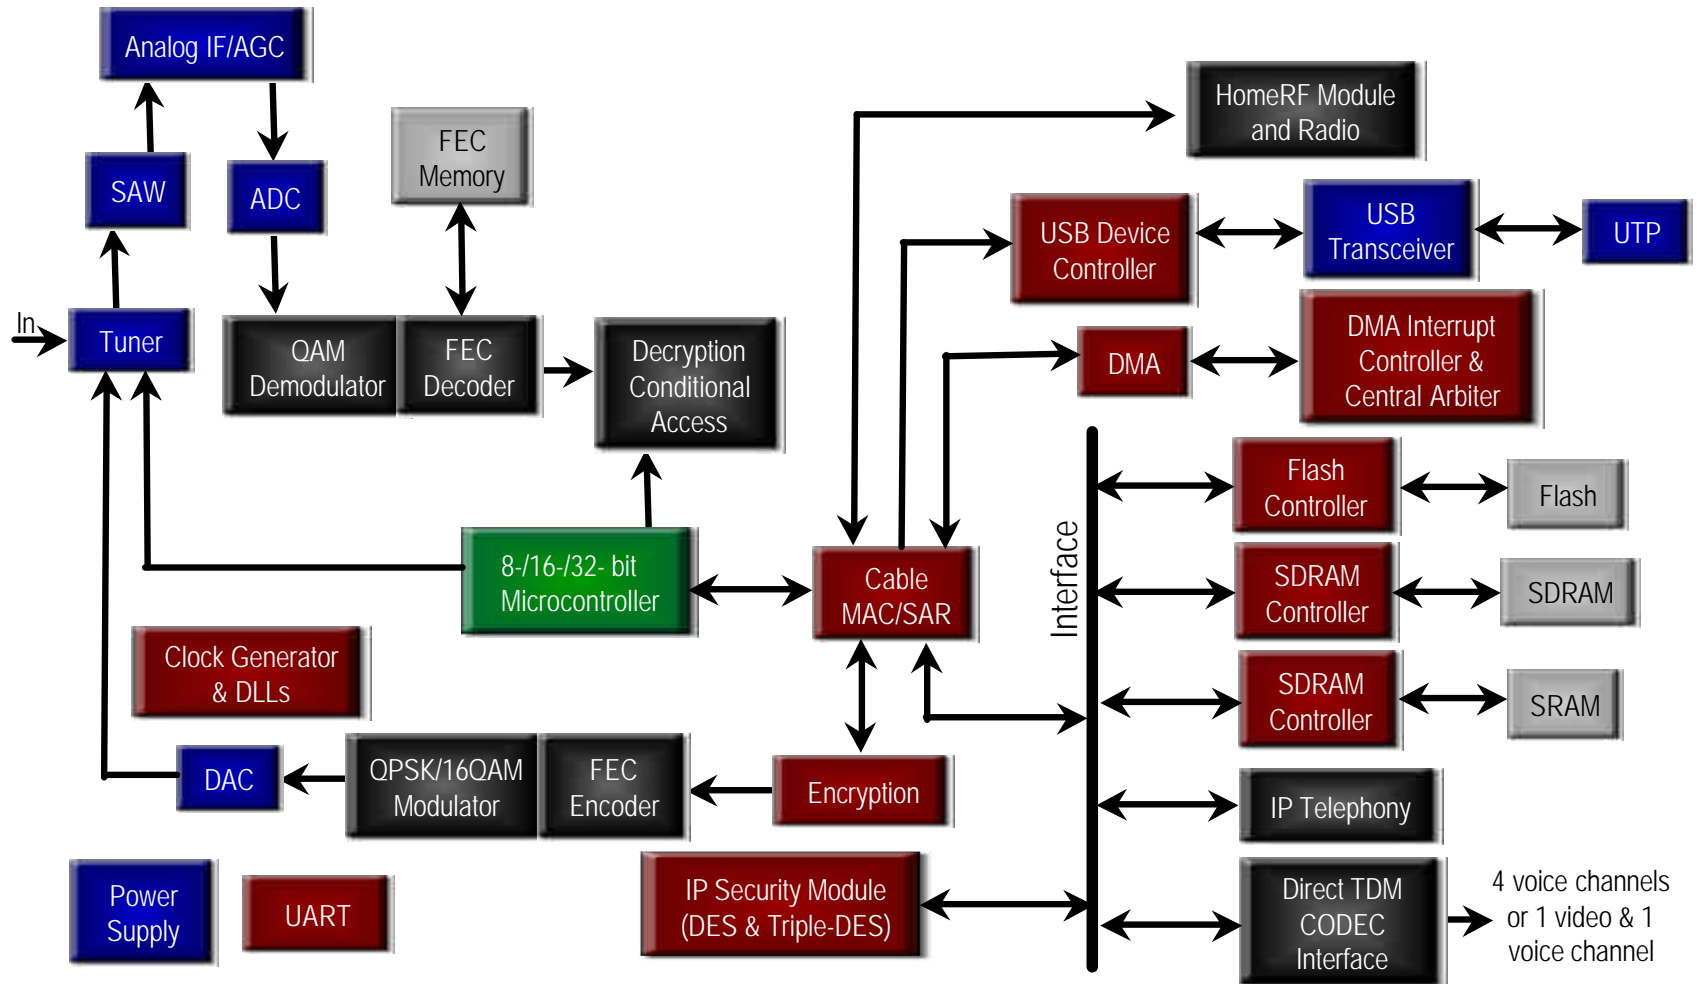 Analog IF/AGC
HomeRF Module
and Radio
FEC
Memory
SAW
ADC
USB Device
Controller
USB
Transceiver
UTP
In
Tuner
QAM
Demodulator
FEC
Decoder
Decryption
Conditional
Access
DMA
DMA Interrupt
Controller &
Central Arbiter
Flash
Controller
Flash
Interface
8-/16-/32- bit
Microcontroller
Cable
MAC/SAR
SDRAM
Controller
SDRAM
Clock Generator
& DLLs
SDRAM
Controller
SRAM
DAC
QPSK/16QAM
Modulator
FEC
Encoder
Encryption
IP Telephony
Power
Supply
UART
IP Security Module
(DES & Triple-DES)
Direct TDM
CODEC
Interface
4 voice channels
or 1 video & 1
voice channel